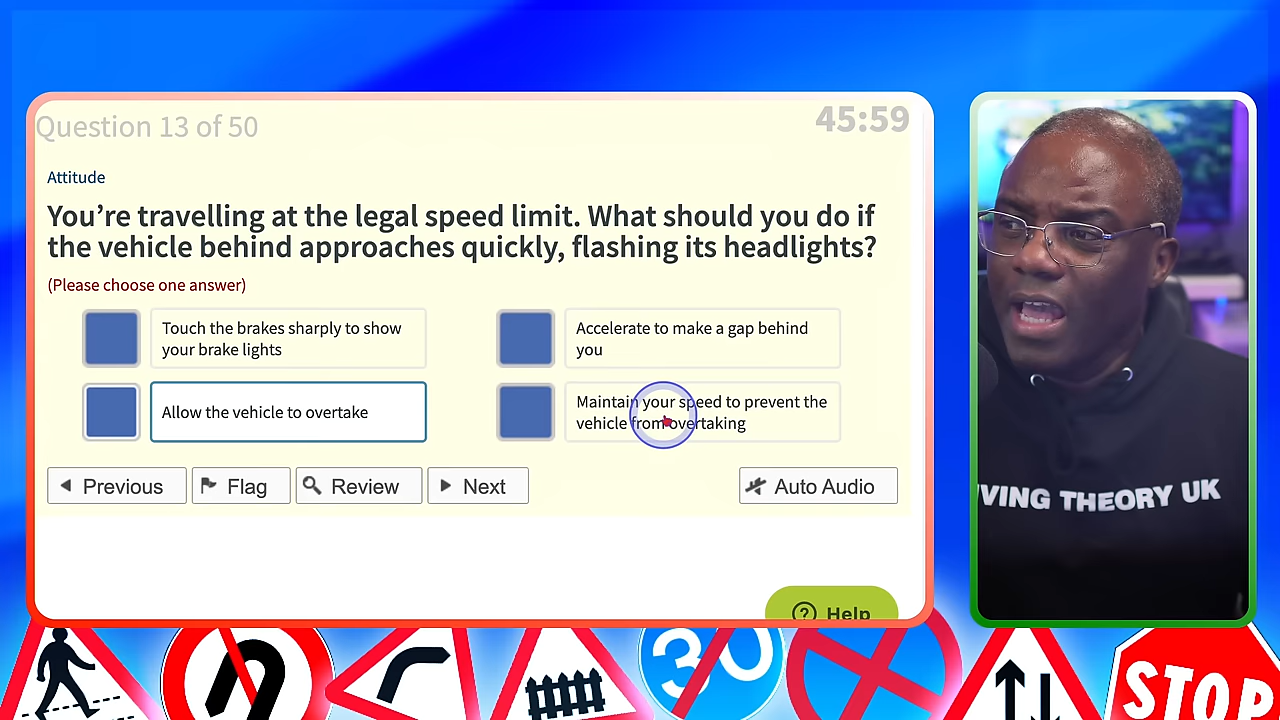 Question 13 of 50
45:59
Attitude
You’re travelling at the legal speed limit. What should you do if
the vehicle behind approaches quickly, flashing its headlights?
(Please choose one answer)
Touch the brakes sharply to show
your brake lights
Accelerate to make a gap behind
you
Allow the vehicle to overtake
Maintain your speed to prevent the
vehicle from overtaking
Previous
Flag
Review
Next
Auto Audio
? Help
VING THEORY UK
30
STOP